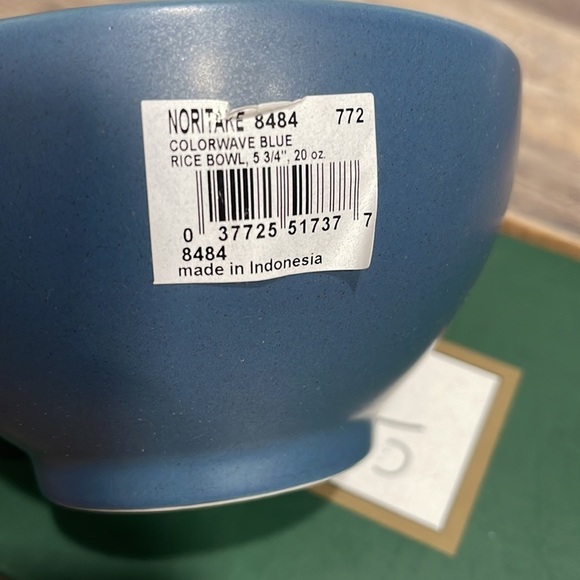 NORITAKE 8484 772
COLORWAVE BLUE
RICE BOWL, 5 3/4", 20 oz.
0 37725 51737 7
8484
made in Indonesia